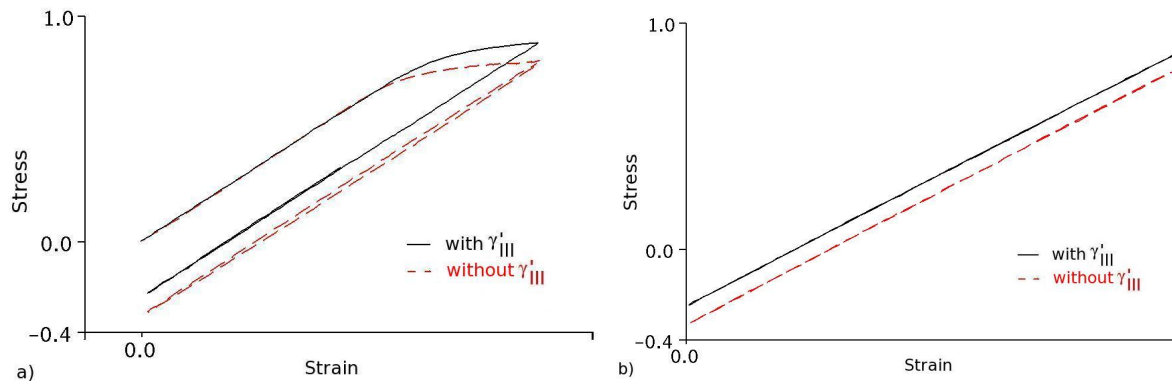 1.0
Stress
0.0
with γ'III
without γ'III
−0.4
0.0
Strain
a)
1.0
Stress
0.0
with γ'III
without γ'III
−0.4
0.0
Strain
b)